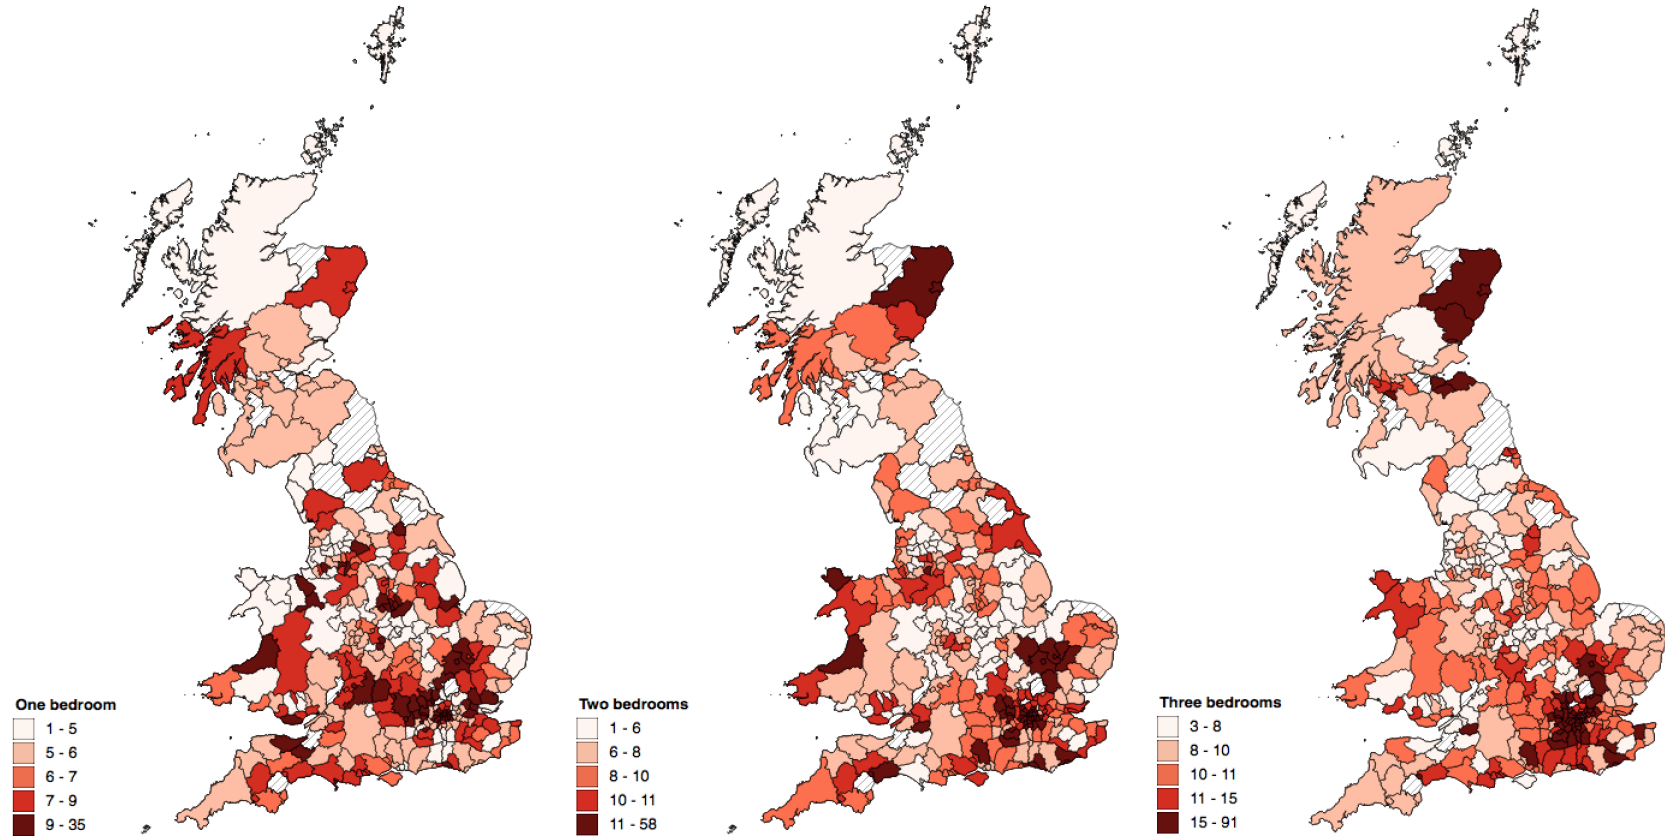 One bedroom
1 - 5
5 - 6
6 - 7
7 - 9
9 - 35
Two bedrooms
1 - 6
6 - 8
8 - 10
10 - 11
11 - 58
Three bedrooms
3 - 8
8 - 10
10 - 11
11 - 15
15 - 91